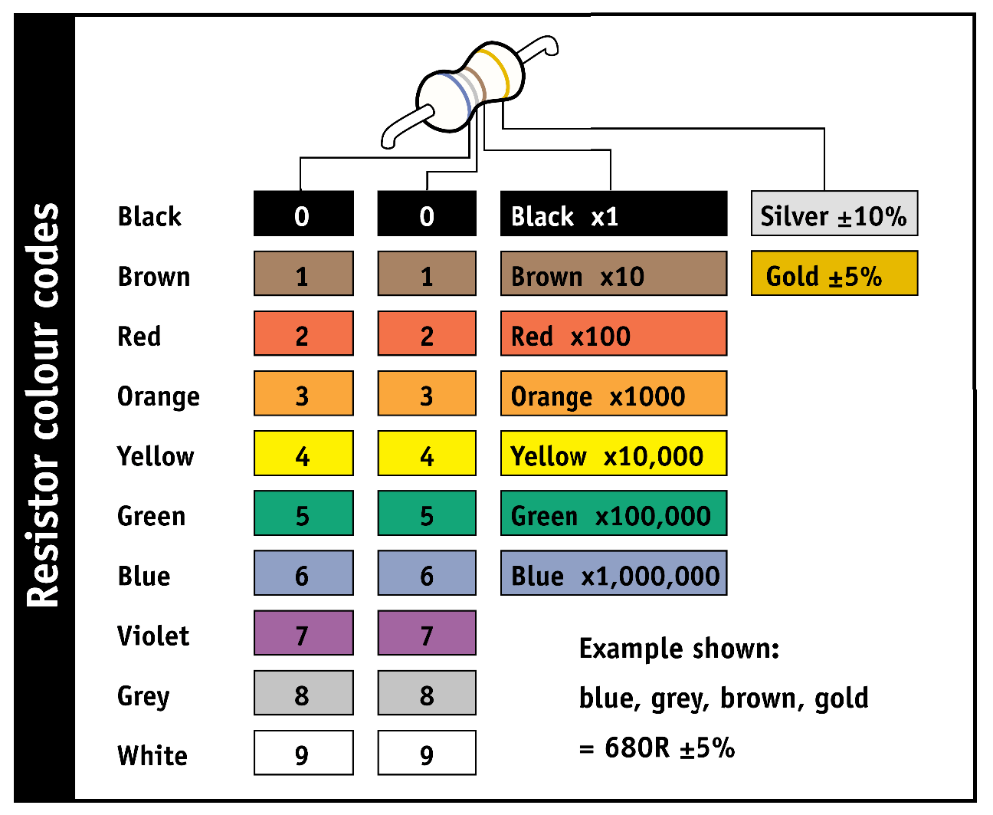 Resistor colour codes
Black 0 0 Black x1 Silver ±10%
Brown 1 1 Brown x10 Gold ±5%
Red 2 2 Red x100
Orange 3 3 Orange x1000
Yellow 4 4 Yellow x10,000
Green 5 5 Green x100,000
Blue 6 6 Blue x1,000,000
Violet 7 7
Grey 8 8
White 9 9
Example shown:
blue, grey, brown, gold
= 680R ±5%